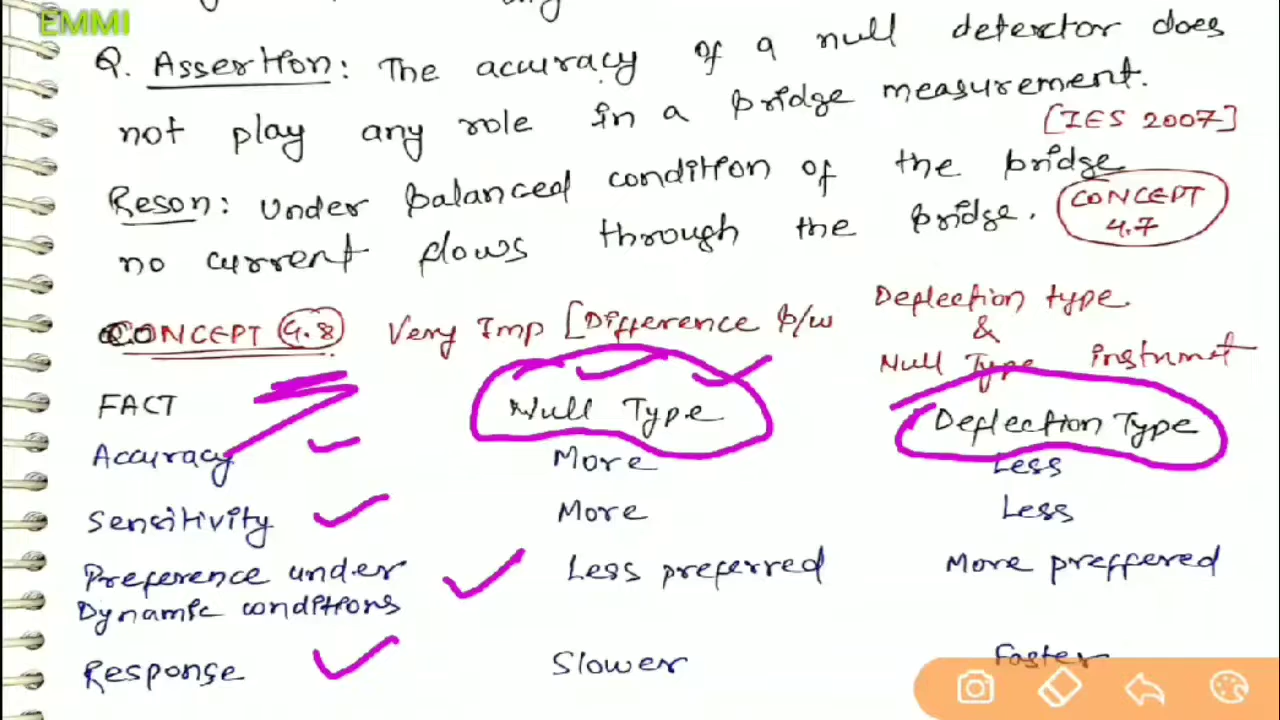 EMMI
Q. Assertion: The accuracy of a null detector does
not play any role in a bridge measurement.
[IES 2007]
Reson: Under balanced condition of the bridge
no current flows through the bridge.
CONCEPT
4.7
CONCEPT 4.8 Very Imp [Difference b/w Deflection type
&
Null Type instrumet
FACT Null Type Deflection Type
Accuracy More Less
Sensitivity More Less
Preference under Less preferred More preffered
Dynamic conditions
Response Slower Faster